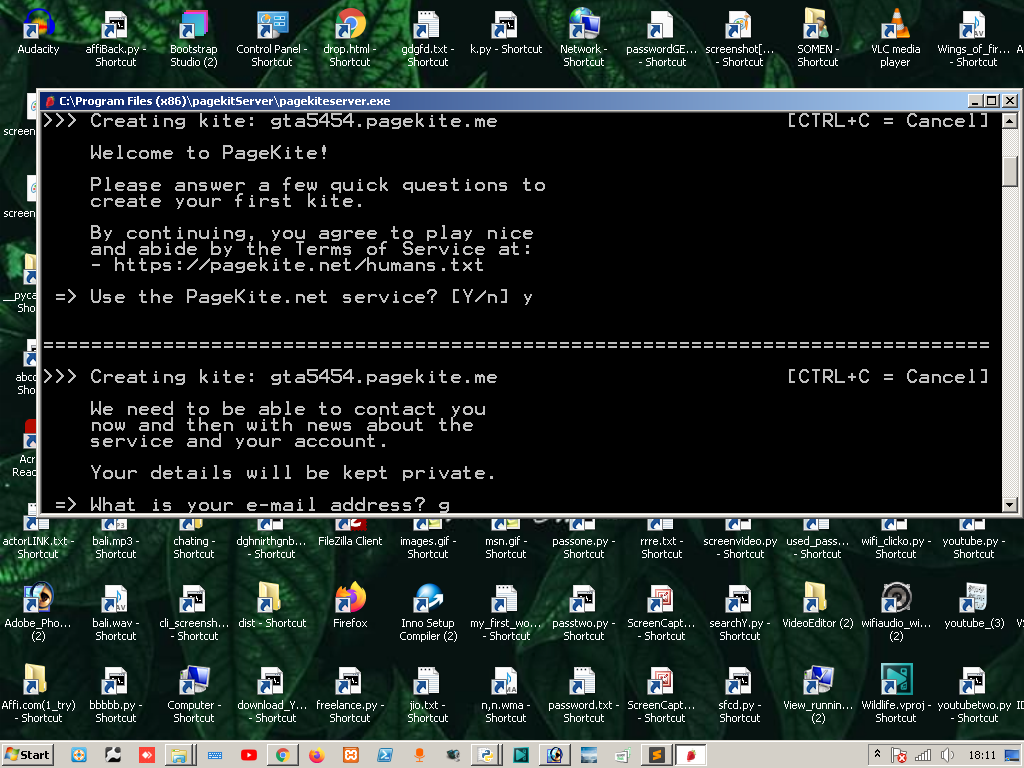 Audacity
affiBack.py - Shortcut
Bootstrap Studio (2)
Control Panel - Shortcut
drop.html - Shortcut
gdgfd.txt - Shortcut
k.py - Shortcut
Network - Shortcut
passwordGE... - Shortcut
screenshot[... - Shortcut
SOMEN - Shortcut
VLC media player
Wings_of_fir... - Shortcut
C:\Program Files (x86)\pagekitServer\pagekiteserver.exe
>>> Creating kite: gta5454.pagekite.me [CTRL+C = Cancel]
Welcome to PageKite!
Please answer a few quick questions to
create your first kite.
By continuing, you agree to play nice
and abide by the Terms of Service at:
- https://pagekite.net/humans.txt
=> Use the PageKite.net service? [Y/n] y
===============================================================================
>>> Creating kite: gta5454.pagekite.me [CTRL+C = Cancel]
We need to be able to contact you
now and then with news about the
service and your account.
Your details will be kept private.
=> What is your e-mail address? g
screen
screen
__pyca
Sho
abco
Sho
Acr
Read
actorLINK.txt - Shortcut
bali.mp3 - Shortcut
chating - Shortcut
dghnirthgnb... - Shortcut
FileZilla Client
images.gif - Shortcut
msn.gif - Shortcut
passone.py - Shortcut
rrre.txt - Shortcut
screenvideo.py - Shortcut
used_pass... - Shortcut
wifi_clicko.py - Shortcut
youtube.py - Shortcut
Adobe_Pho... (2)
bali.wav - Shortcut
cli_screensh... - Shortcut
dist - Shortcut
Firefox
Inno Setup Compiler (2)
my_first_wo... - Shortcut
passtwo.py - Shortcut
ScreenCapt... - Shortcut
searchY.py - Shortcut
VideoEditor (2)
wifiaudio_wi... (2)
youtube_(3)
Affi.com(1_try) - Shortcut
bbbbb.py - Shortcut
Computer - Shortcut
download_Y... - Shortcut
freelance.py - Shortcut
jio.txt - Shortcut
n,n.wma - Shortcut
password.txt - Shortcut
ScreenCapt... - Shortcut
sfcd.py - Shortcut
View_runnin... (2)
Wildlife.vproj - Shortcut
youtubetwo.py - Shortcut
Start
18:11